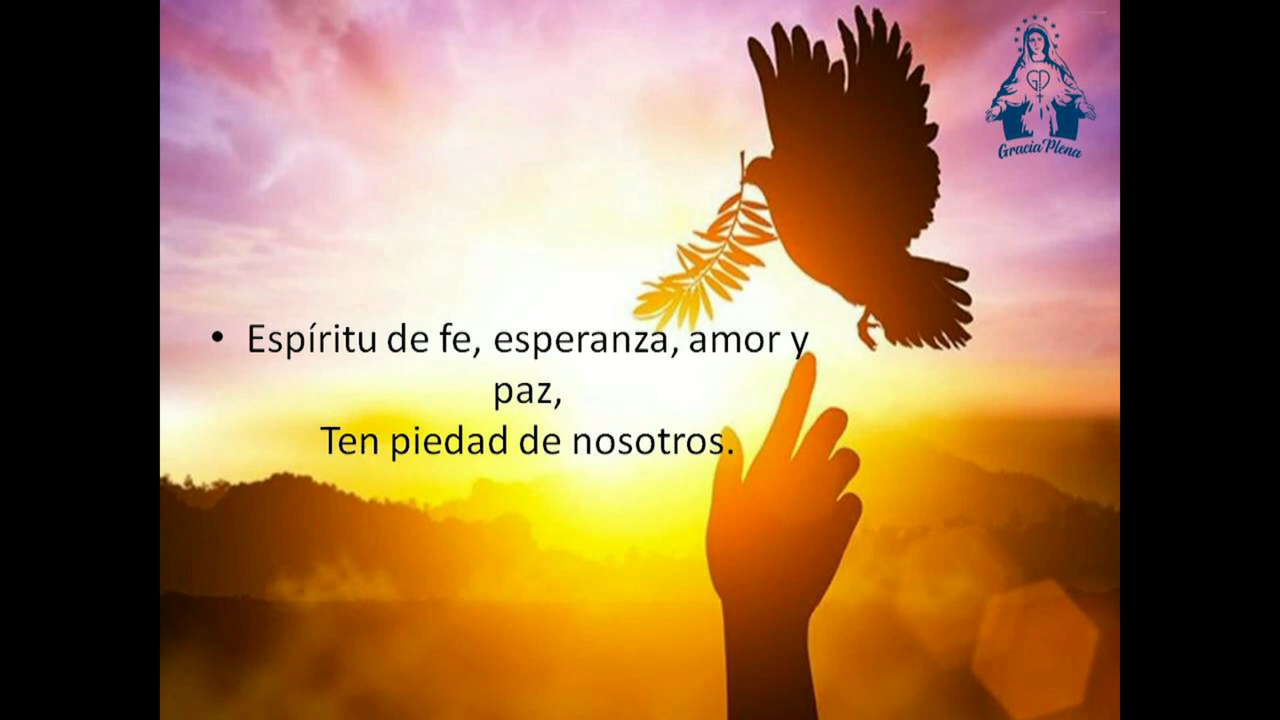 Gracia Plena
• Espíritu de fe, esperanza, amor y
paz,
Ten piedad de nosotros.